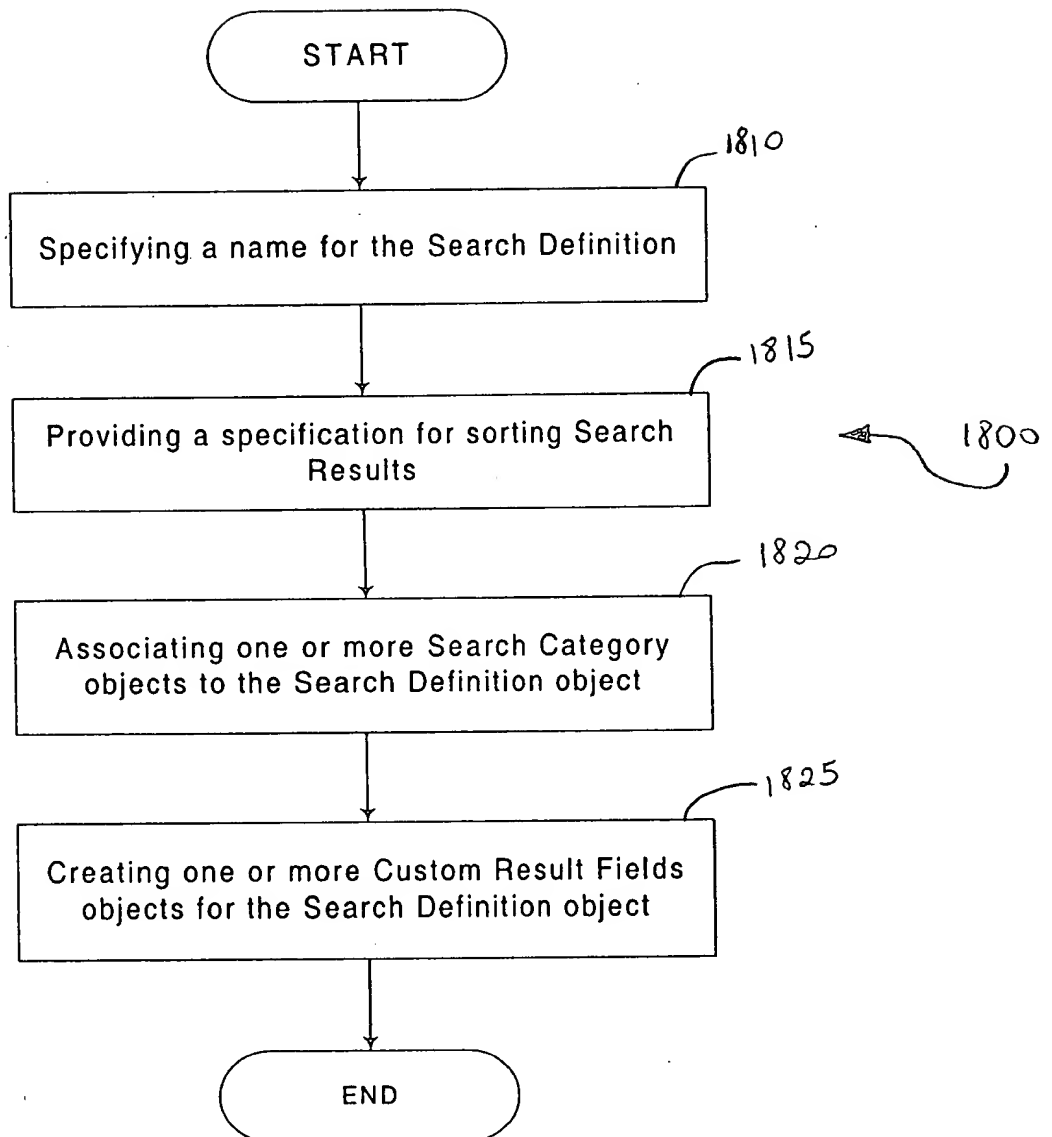 START
1810
Specifying a name for the Search Definition
1815
Providing a specification for sorting Search
Results
1800
1820
Associating one or more Search Category
objects to the Search Definition object
1825
Creating one or more Custom Result Fields
objects for the Search Definition object
END